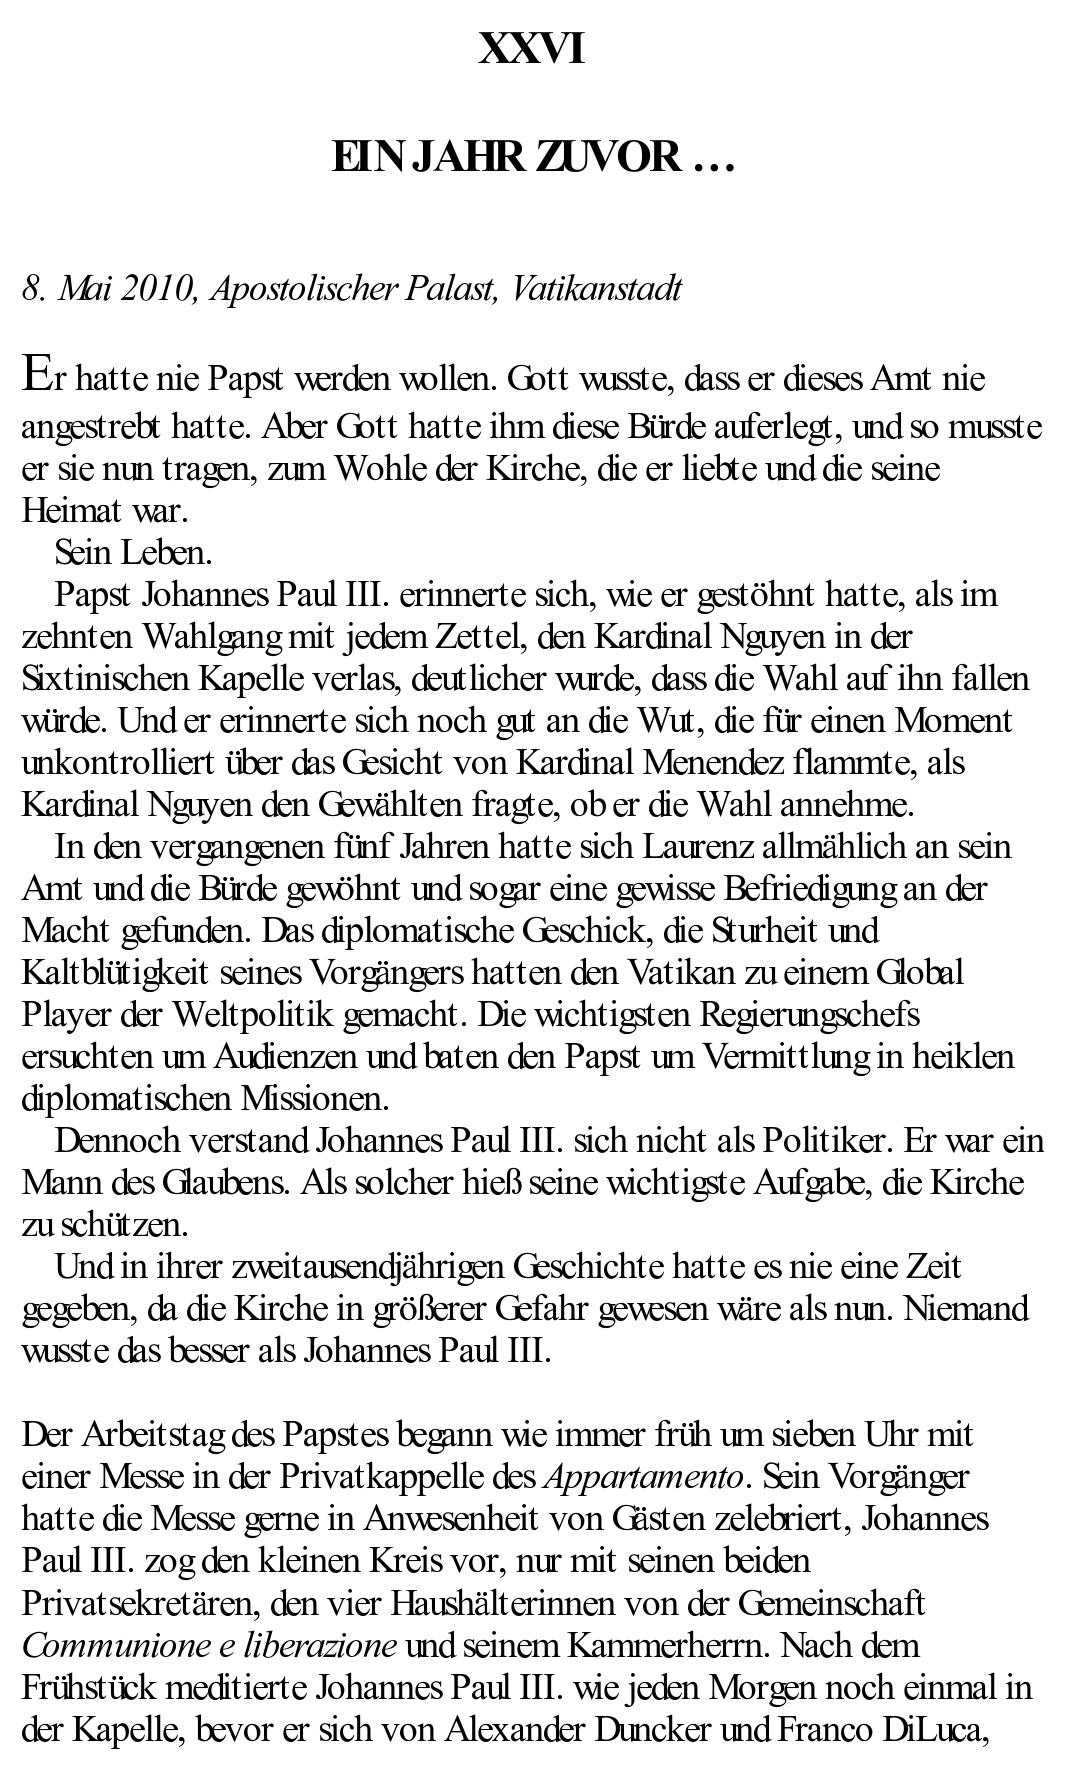 XXVI
EIN JAHR ZUVOR …
8. Mai 2010, Apostolischer Palast, Vatikanstadt
Er hatte nie Papst werden wollen. Gott wusste, dass er dieses Amt nie
angestrebt hatte. Aber Gott hatte ihm diese Bürde auferlegt, und so musste
er sie nun tragen, zum Wohle der Kirche, die er liebte und die seine
Heimat war.
Sein Leben.
Papst Johannes Paul III. erinnerte sich, wie er gestöhnt hatte, als im
zehnten Wahlgang mit jedem Zettel, den Kardinal Nguyen in der
Sixtinischen Kapelle verlas, deutlicher wurde, dass die Wahl auf ihn fallen
würde. Und er erinnerte sich noch gut an die Wut, die für einen Moment
unkontrolliert über das Gesicht von Kardinal Menendez flammte, als
Kardinal Nguyen den Gewählten fragte, ob er die Wahl annehme.
In den vergangenen fünf Jahren hatte sich Laurenz allmählich an sein
Amt und die Bürde gewöhnt und sogar eine gewisse Befriedigung an der
Macht gefunden. Das diplomatische Geschick, die Sturheit und
Kaltblütigkeit seines Vorgängers hatten den Vatikan zu einem Global
Player der Weltpolitik gemacht. Die wichtigsten Regierungschefs
ersuchten um Audienzen und baten den Papst um Vermittlung in heiklen
diplomatischen Missionen.
Dennoch verstand Johannes Paul III. sich nicht als Politiker. Er war ein
Mann des Glaubens. Als solcher hieß seine wichtigste Aufgabe, die Kirche
zu schützen.
Und in ihrer zweitausendjährigen Geschichte hatte es nie eine Zeit
gegeben, da die Kirche in größerer Gefahr gewesen wäre als nun. Niemand
wusste das besser als Johannes Paul III.
Der Arbeitstag des Papstes begann wie immer früh um sieben Uhr mit
einer Messe in der Privatkappelle des Appartamento. Sein Vorgänger
hatte die Messe gerne in Anwesenheit von Gästen zelebriert, Johannes
Paul III. zog den kleinen Kreis vor, nur mit seinen beiden
Privatsekretären, den vier Haushälterinnen von der Gemeinschaft
Communione e liberazione und seinem Kammerherrn. Nach dem
Frühstück meditierte Johannes Paul III. wie jeden Morgen noch einmal in
der Kapelle, bevor er sich von Alexander Duncker und Franco DiLuca,